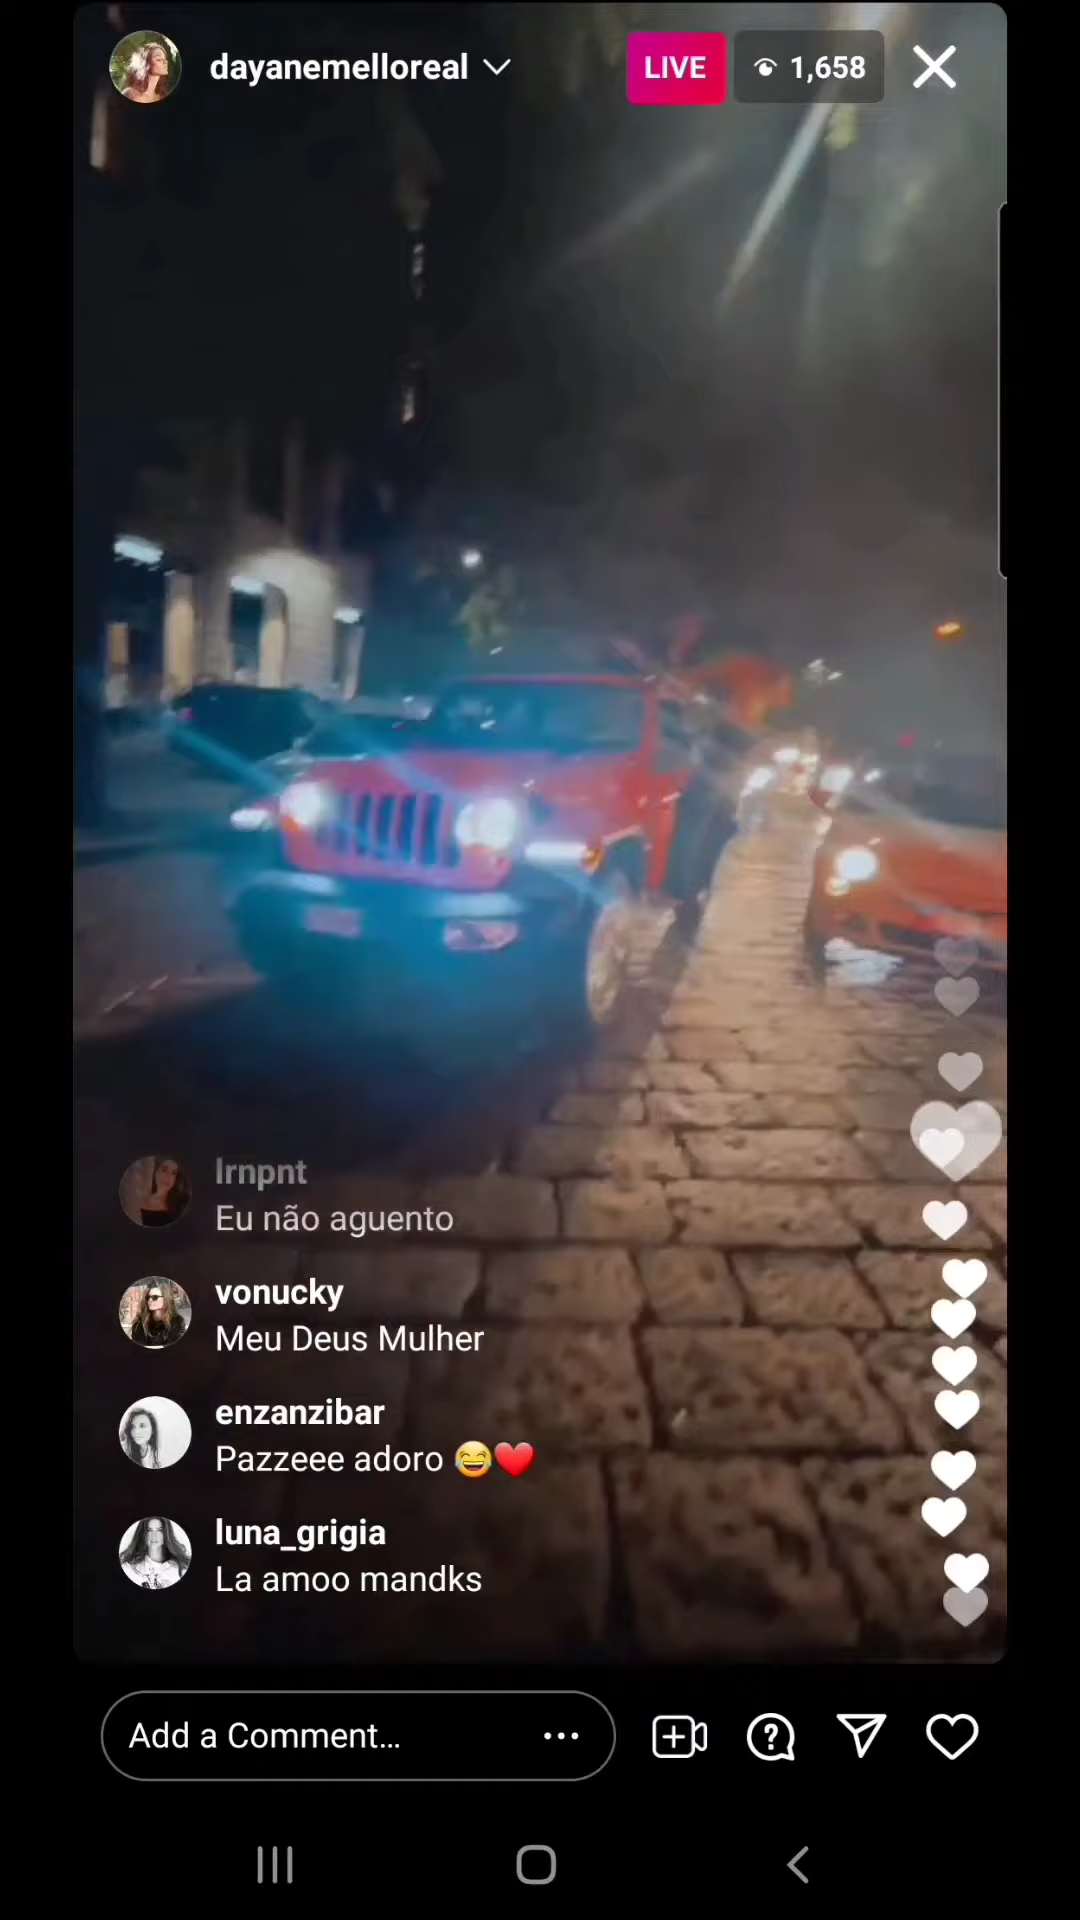 dayanemelloreal
LIVE
1,658
lrnpnt
Eu não aguento
vonucky
Meu Deus Mulher
enzanzibar
Pazzeee adoro 😂❤️
luna_grigia
La amoo mandks
Add a Comment...